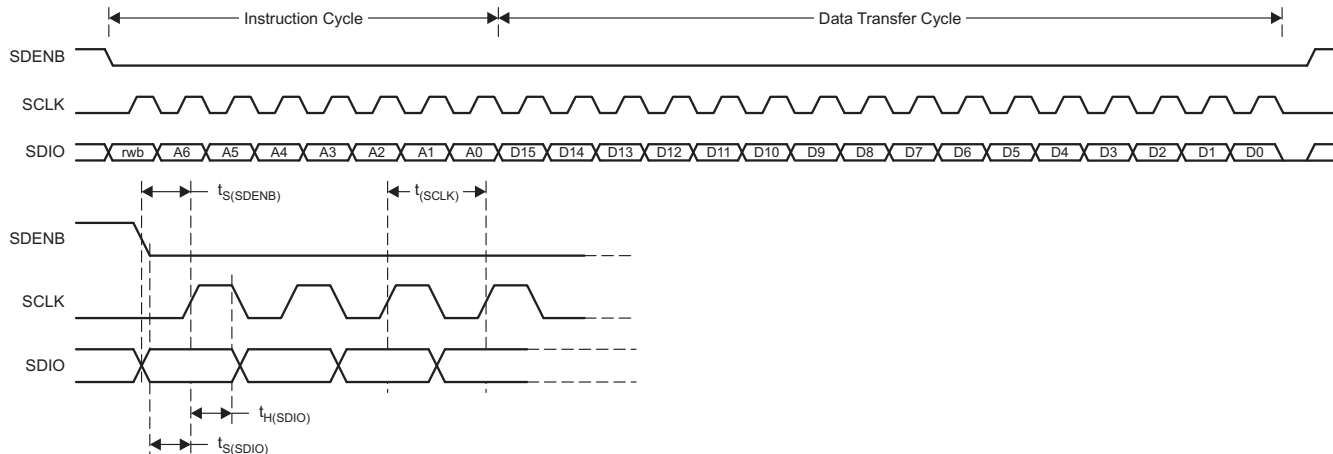 Instruction Cycle Data Transfer Cycle
SDENB
SCLK
SDIO rwb A6 A5 A4 A3 A2 A1 A0 D15 D14 D13 D12 D11 D10 D9 D8 D7 D6 D5 D4 D3 D2 D1 D0
tS(SDENB) t(SCLK)
SDENB
SCLK
SDIO
tH(SDIO)
tS(SDIO)